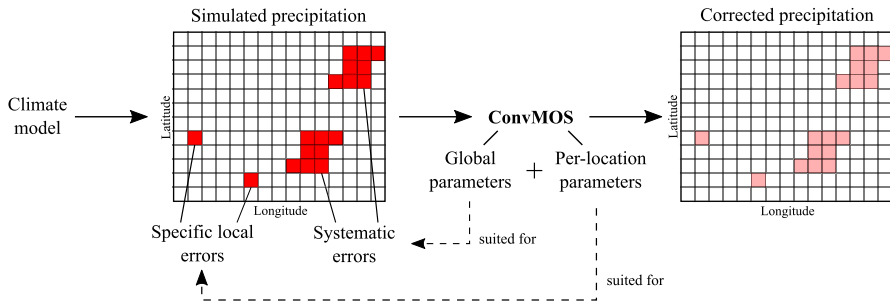 Simulated precipitation
Corrected precipitation
Climate
model
Latitude
Longitude
Specific local
errors
Systematic
errors
ConvMOS
Global
parameters
+
Per-location
parameters
suited for
suited for
Latitude
Longitude